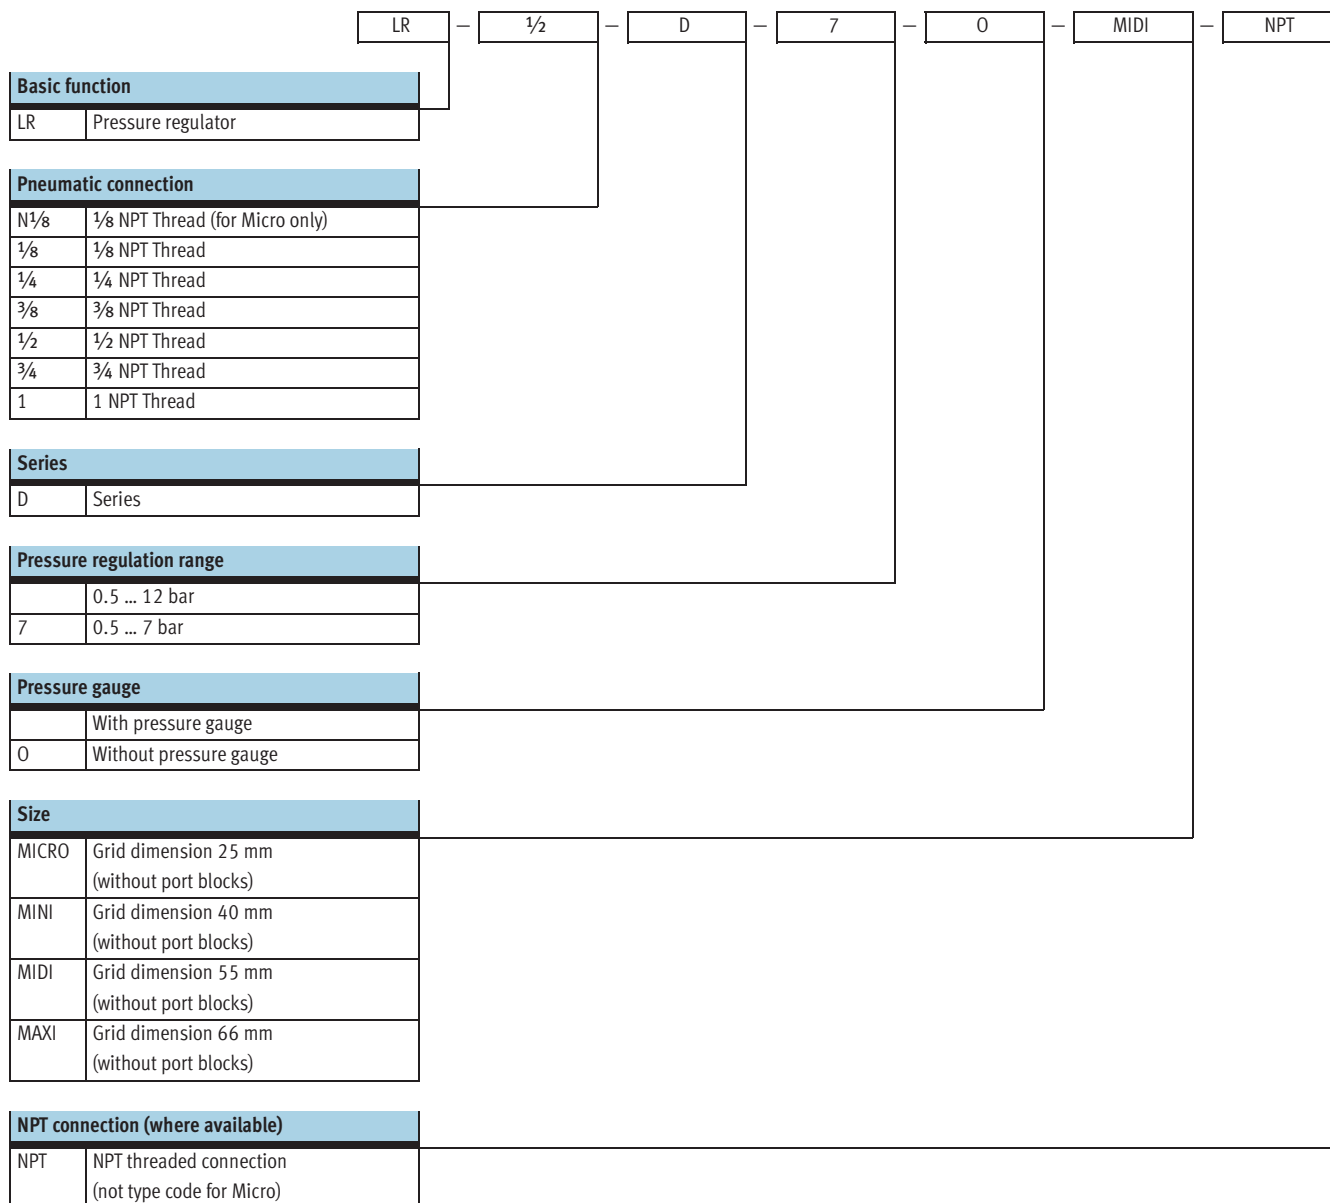 LR – ½ – D – 7 – O – MIDI – NPT
Basic function
LR Pressure regulator
Pneumatic connection
N⅛ ⅛ NPT Thread (for Micro only)
⅛ ⅛ NPT Thread
¼ ¼ NPT Thread
⅜ ⅜ NPT Thread
½ ½ NPT Thread
¾ ¾ NPT Thread
1 1 NPT Thread
Series
D Series
Pressure regulation range
0.5 ... 12 bar
7 0.5 ... 7 bar
Pressure gauge
With pressure gauge
O Without pressure gauge
Size
MICRO Grid dimension 25 mm
(without port blocks)
MINI Grid dimension 40 mm
(without port blocks)
MIDI Grid dimension 55 mm
(without port blocks)
MAXI Grid dimension 66 mm
(without port blocks)
NPT connection (where available)
NPT NPT threaded connection
(not type code for Micro)